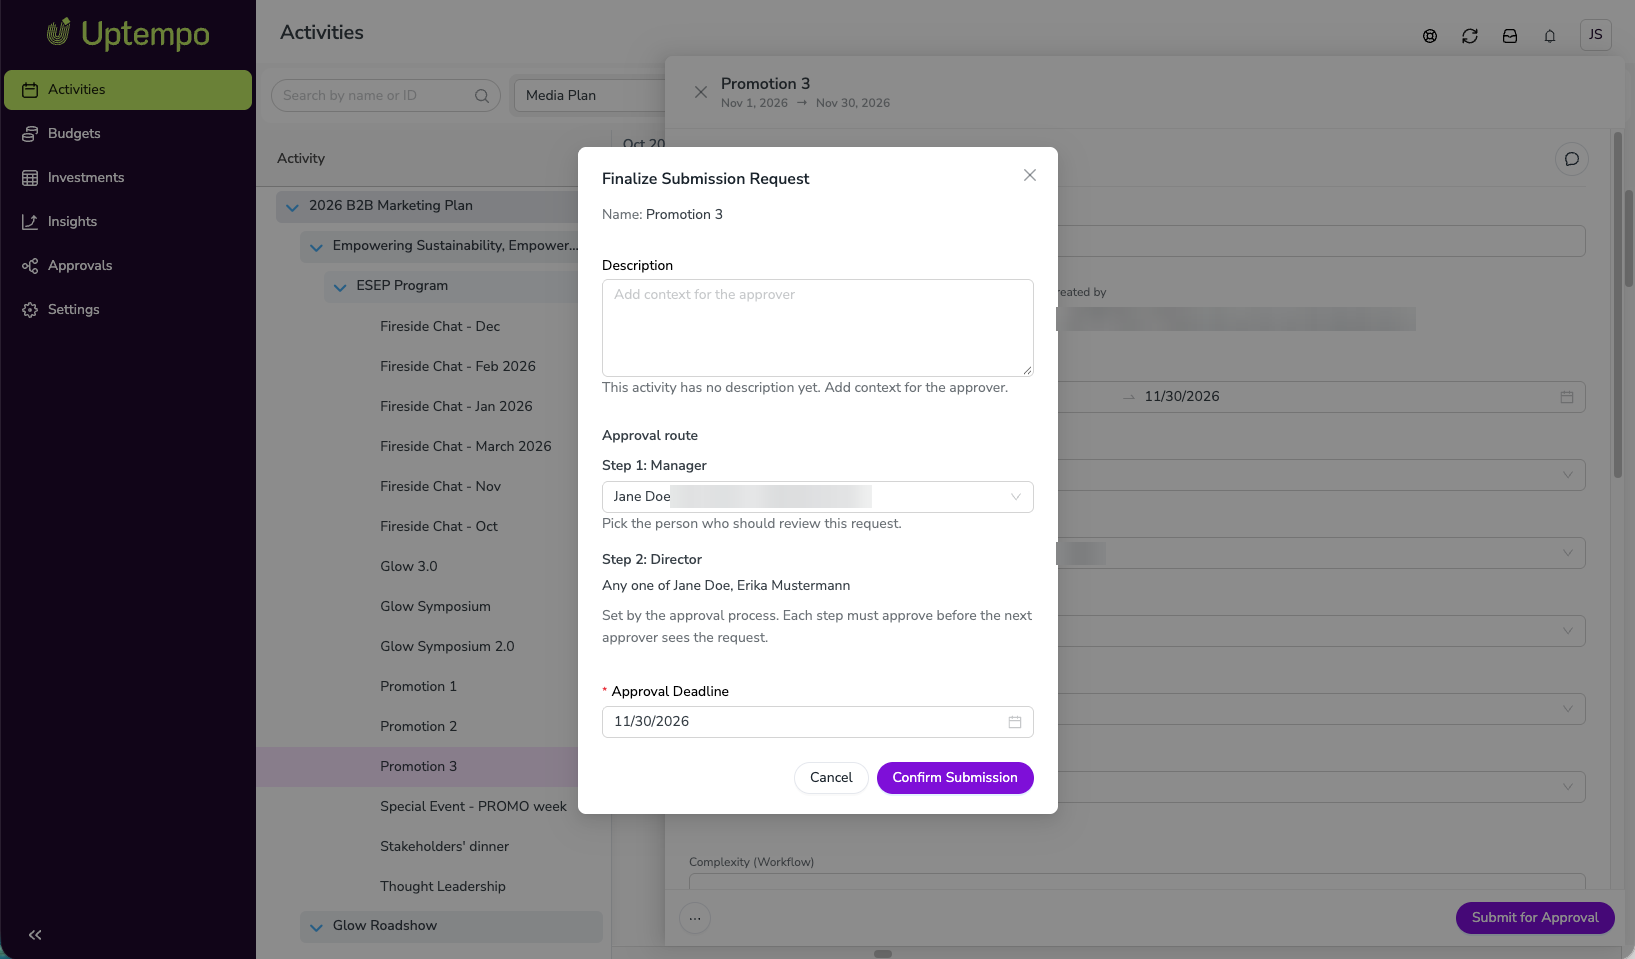 Uptempo
Activities
Budgets
Investments
Insights
Approvals
Settings
Activities
JS
Search by name or ID
Media Plan
Activity
Oct 20
2026 B2B Marketing Plan
Empowering Sustainability, Empower...
ESEP Program
Fireside Chat - Dec
Fireside Chat - Feb 2026
Fireside Chat - Jan 2026
Fireside Chat - March 2026
Fireside Chat - Nov
Fireside Chat - Oct
Glow 3.0
Glow Symposium
Glow Symposium 2.0
Promotion 1
Promotion 2
Promotion 3
Special Event - PROMO week
Stakeholders' dinner
Thought Leadership
Glow Roadshow
Promotion 3
Nov 1, 2026 → Nov 30, 2026
reated by
→ 11/30/2026
Complexity (Workflow)
...
Submit for Approval
Finalize Submission Request
Name: Promotion 3
Description
Add context for the approver
This activity has no description yet. Add context for the approver.
Approval route
Step 1: Manager
Jane Doe
Pick the person who should review this request.
Step 2: Director
Any one of Jane Doe, Erika Mustermann
Set by the approval process. Each step must approve before the next
approver sees the request.
* Approval Deadline
11/30/2026
Cancel
Confirm Submission